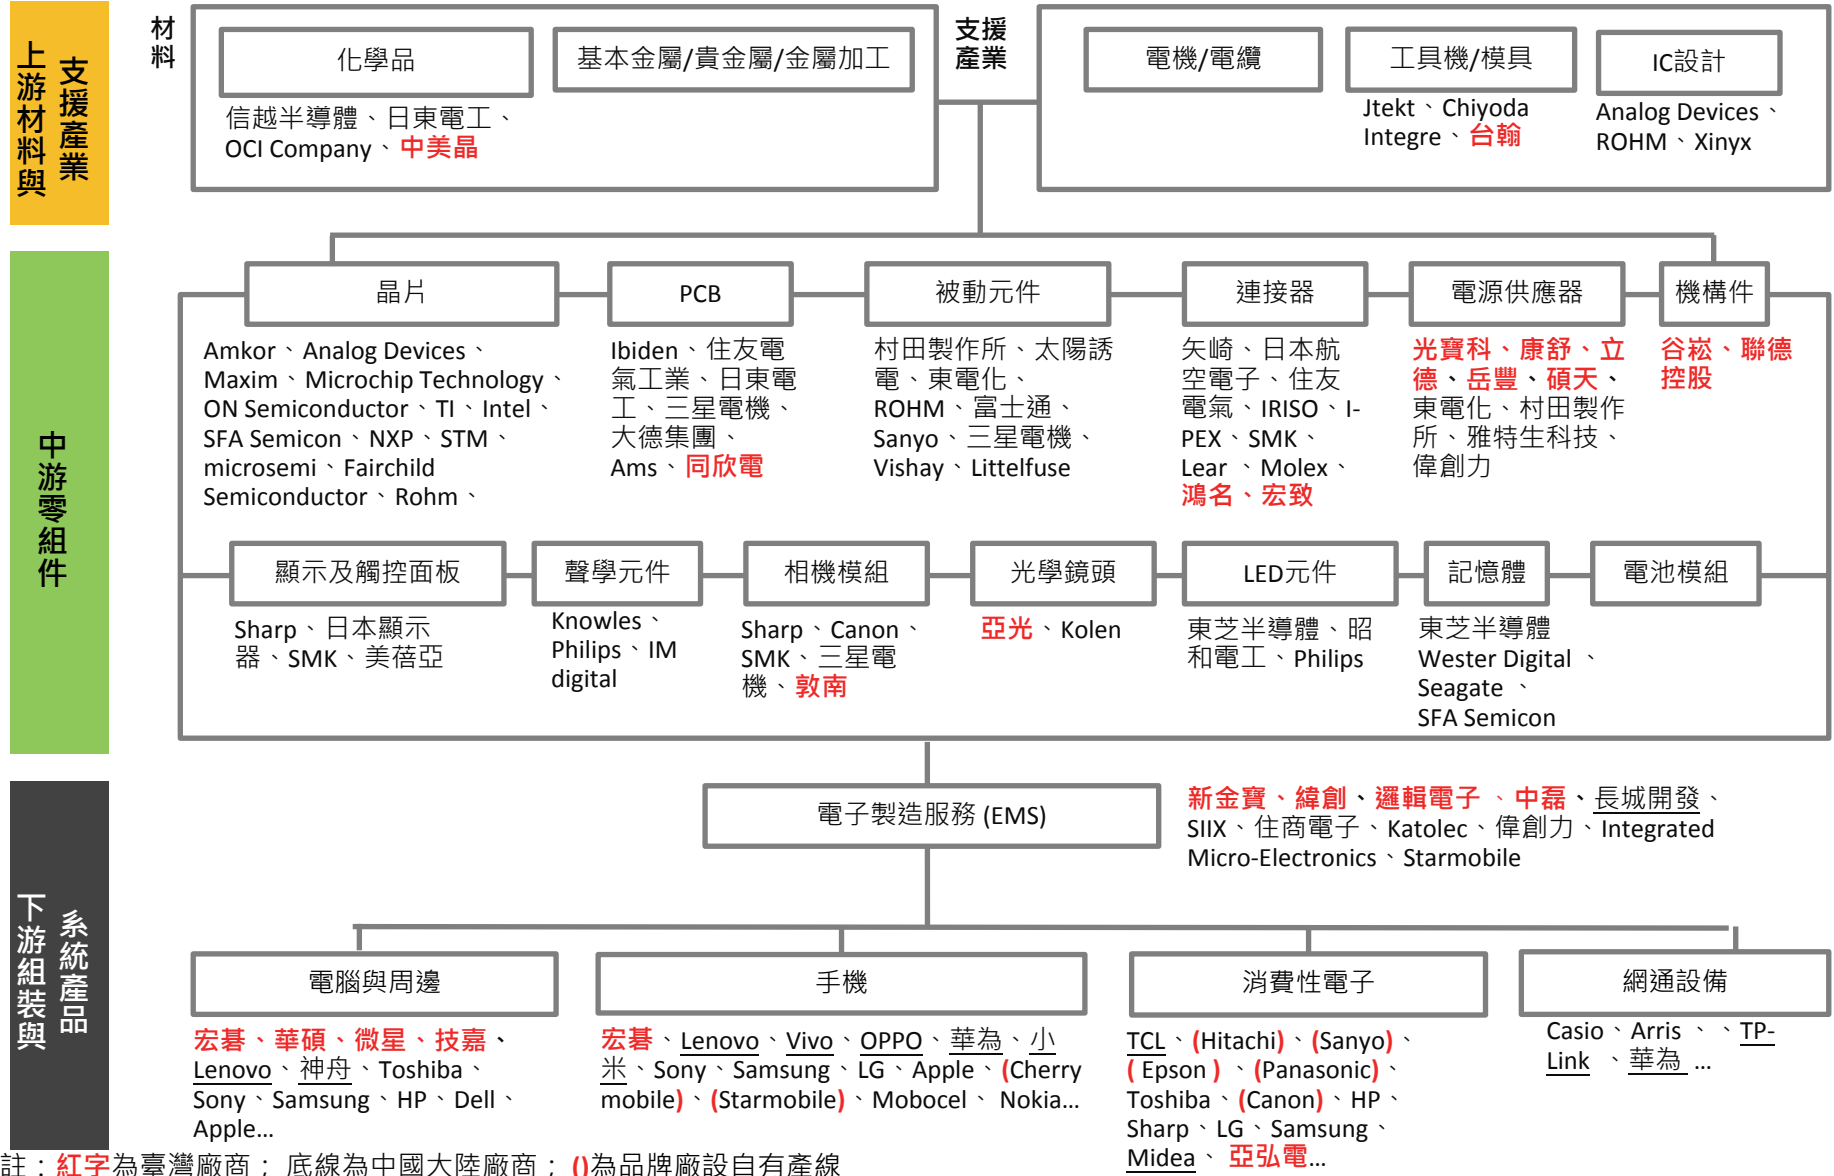 上游材料與
支援產業
材料
化學品
信越半導體、日東電工、
OCI Company、中美晶
基本金屬/貴金屬/金屬加工
支援
產業
電機/電纜
工具機/模具
Jtekt、Chiyoda
Integre、台翰
IC設計
Analog Devices、
ROHM、Xinyx
中游零組件
晶片
Amkor、Analog Devices、
Maxim、Microchip Technology、
ON Semiconductor、TI、Intel、
SFA Semicon、NXP、STM、
microsemi、Fairchild
Semiconductor、Rohm、
PCB
Ibiden、住友電
氣工業、日東電
工、三星電機、
大德集團、
Ams、同欣電
被動元件
村田製作所、太陽誘
電、東電化、
ROHM、富士通、
Sanyo、三星電機、
Vishay、Littelfuse
連接器
矢崎、日本航
空電子、住友
電氣、IRISO、I-
PEX、SMK、
Lear、Molex、
鴻名、宏致
電源供應器
光寶科、康舒、立
德、岳豐、碩天、
東電化、村田製作
所、雅特生科技、
偉創力
機構件
谷崧、聯德
控股
顯示及觸控面板
Sharp、日本顯示
器、SMK、美蓓亞
聲學元件
Knowles、
Philips、IM
digital
相機模組
Sharp、Canon、
SMK、三星電
機、敦南
光學鏡頭
亞光、Kolen
LED元件
東芝半導體、昭
和電工、Philips
記憶體
東芝半導體
Wester Digital 、
Seagate 、
SFA Semicon
電池模組
下游組裝與
系統產品
電子製造服務 (EMS)
新金寶、緯創、邏輯電子、中磊、長城開發、
SIIX、住商電子、Katolec、偉創力、Integrated
Micro-Electronics、Starmobile
電腦與周邊
宏碁、華碩、微星、技嘉、
Lenovo、神舟、Toshiba、
Sony、Samsung、HP、Dell、
Apple…
手機
宏碁、Lenovo、Vivo、OPPO、華為、小
米、Sony、Samsung、LG、Apple、(Cherry
mobile)、(Starmobile)、Mobocel、 Nokia…
消費性電子
TCL、(Hitachi)、(Sanyo)、
( Epson ) 、(Panasonic)、
Toshiba、(Canon)、HP、
Sharp、LG、Samsung、
Midea、亞弘電…
網通設備
Casio、Arris 、、TP-
Link 、華為 …
註：紅字為臺灣廠商； 底線為中國大陸廠商； ()為品牌廠設自有產線